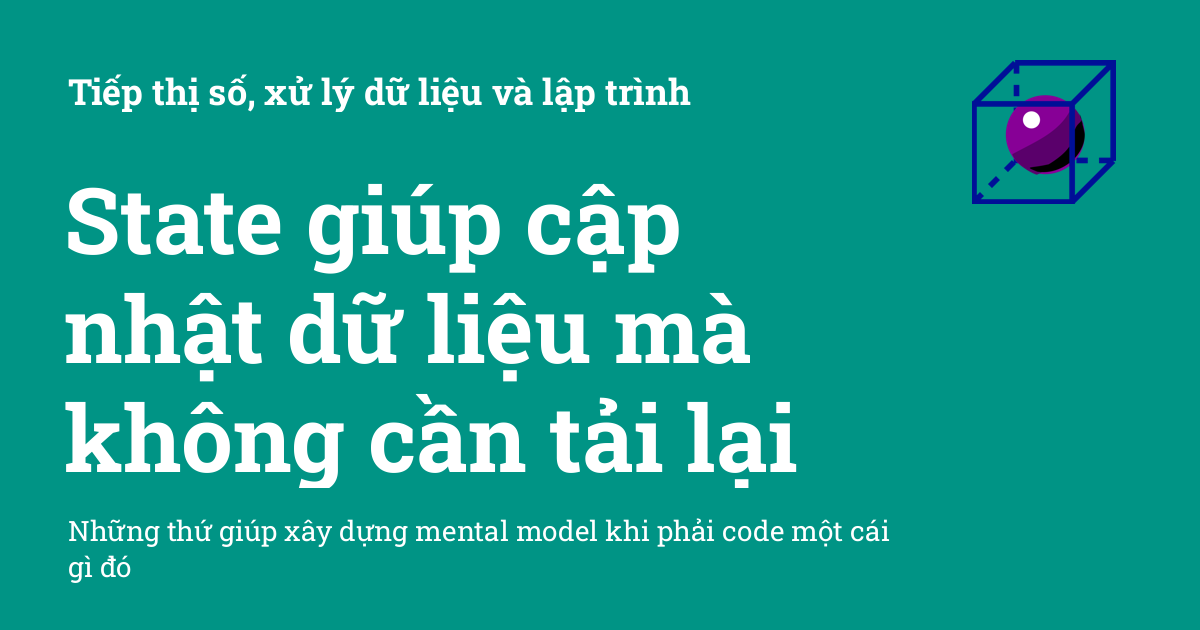 Tiếp thị số, xử lý dữ liệu và lập trình
State giúp cập
nhật dữ liệu mà
không cần tải lại
Những thứ giúp xây dựng mental model khi phải code một cái
gì đó